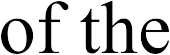 of the